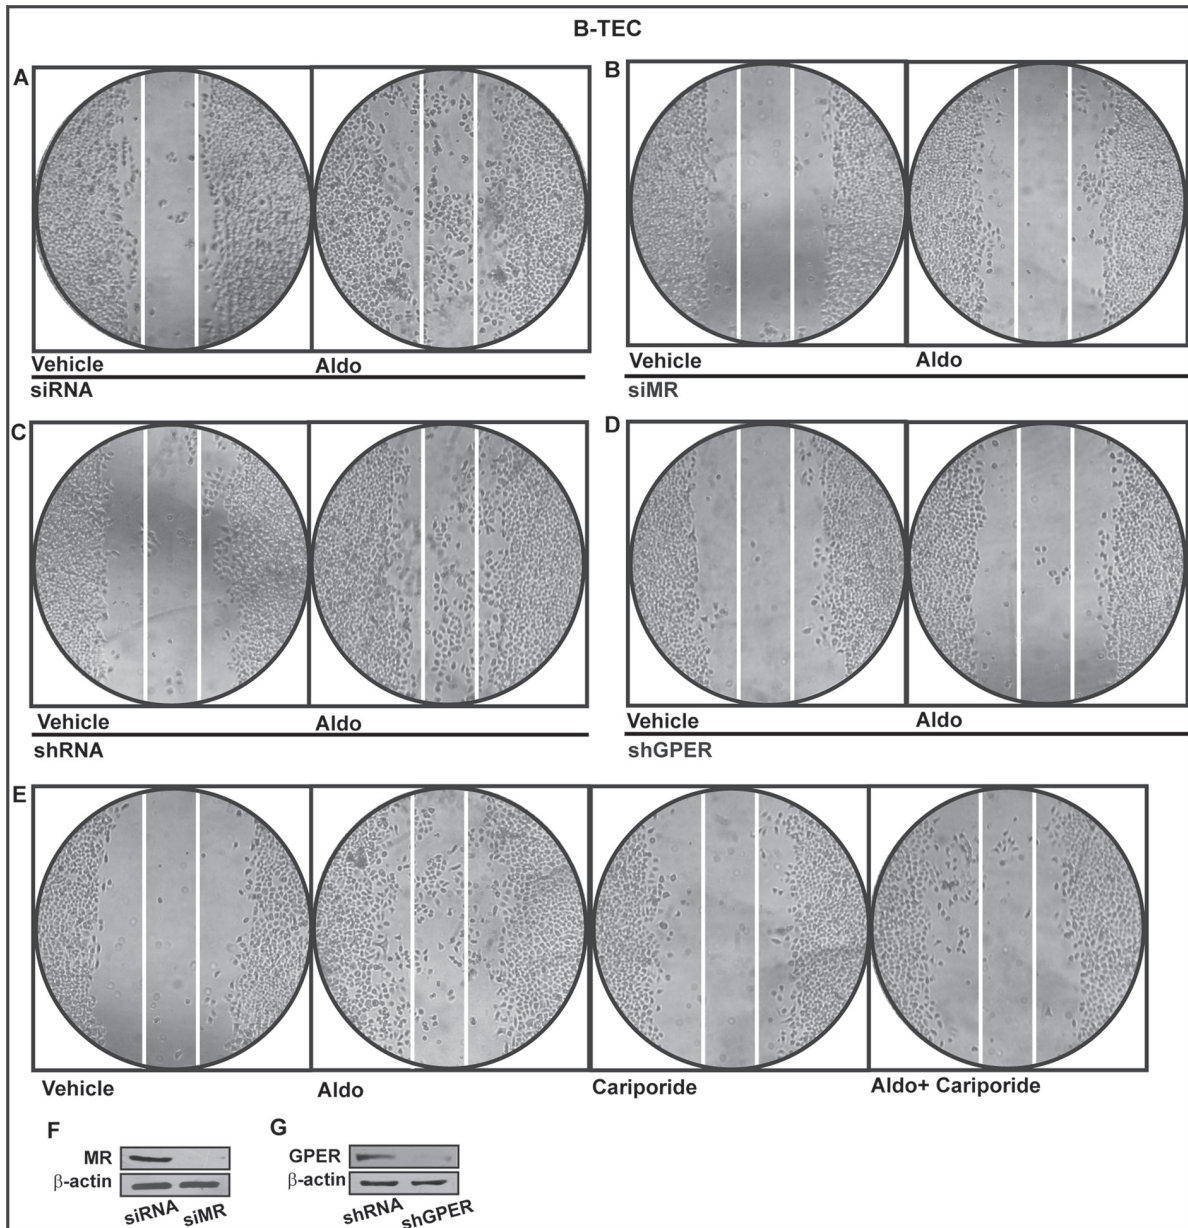 B-TEC
A
B
Vehicle Aldo
siRNA
Vehicle Aldo
siMR
C
D
Vehicle Aldo
shRNA
Vehicle Aldo
shGPER
E
Vehicle Aldo Cariporide Aldo+ Cariporide
F
MR
β-actin
siRNA siMR
G
GPER
β-actin
shRNA shGPER